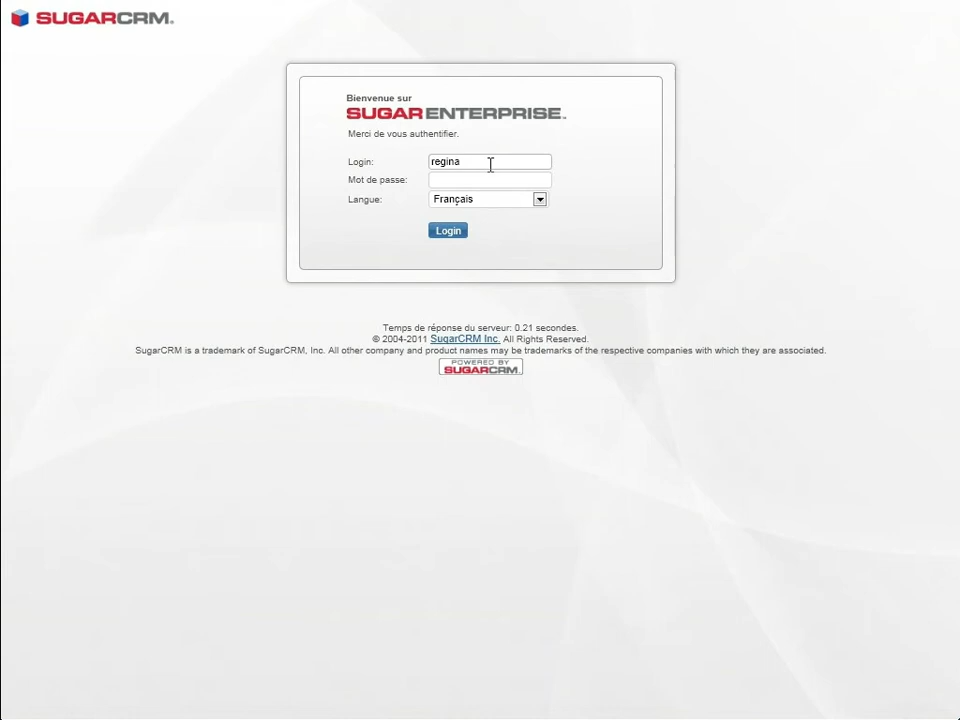 SUGARCRM.
Bienvenue sur
SUGAR ENTERPRISE.
Merci de vous authentifier.
Login: regina
Mot de passe:
Langue: Français
Login
Temps de réponse du serveur: 0.21 secondes.
© 2004-2011 SugarCRM Inc. All Rights Reserved.
SugarCRM is a trademark of SugarCRM, Inc. All other company and product names may be trademarks of the respective companies with which they are associated.
POWERED BY
SUGARCRM.